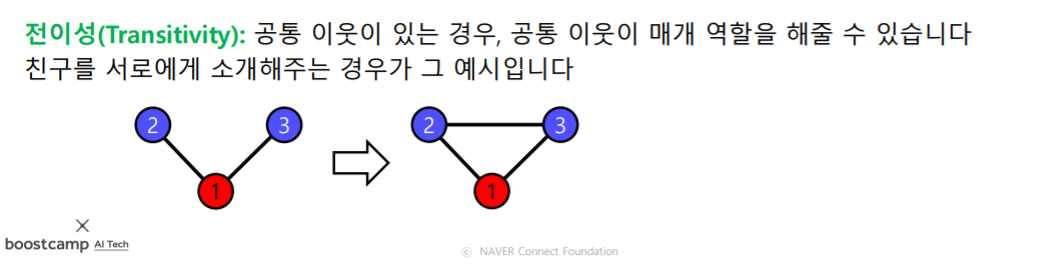 전이성(Transitivity): 공통 이웃이 있는 경우, 공통 이웃이 매개 역할을 해줄 수 있습니다
친구를 서로에게 소개해주는 경우가 그 예시입니다
2 3 2 3
1 1
boostcamp AI Tech
ⓒ NAVER Connect Foundation